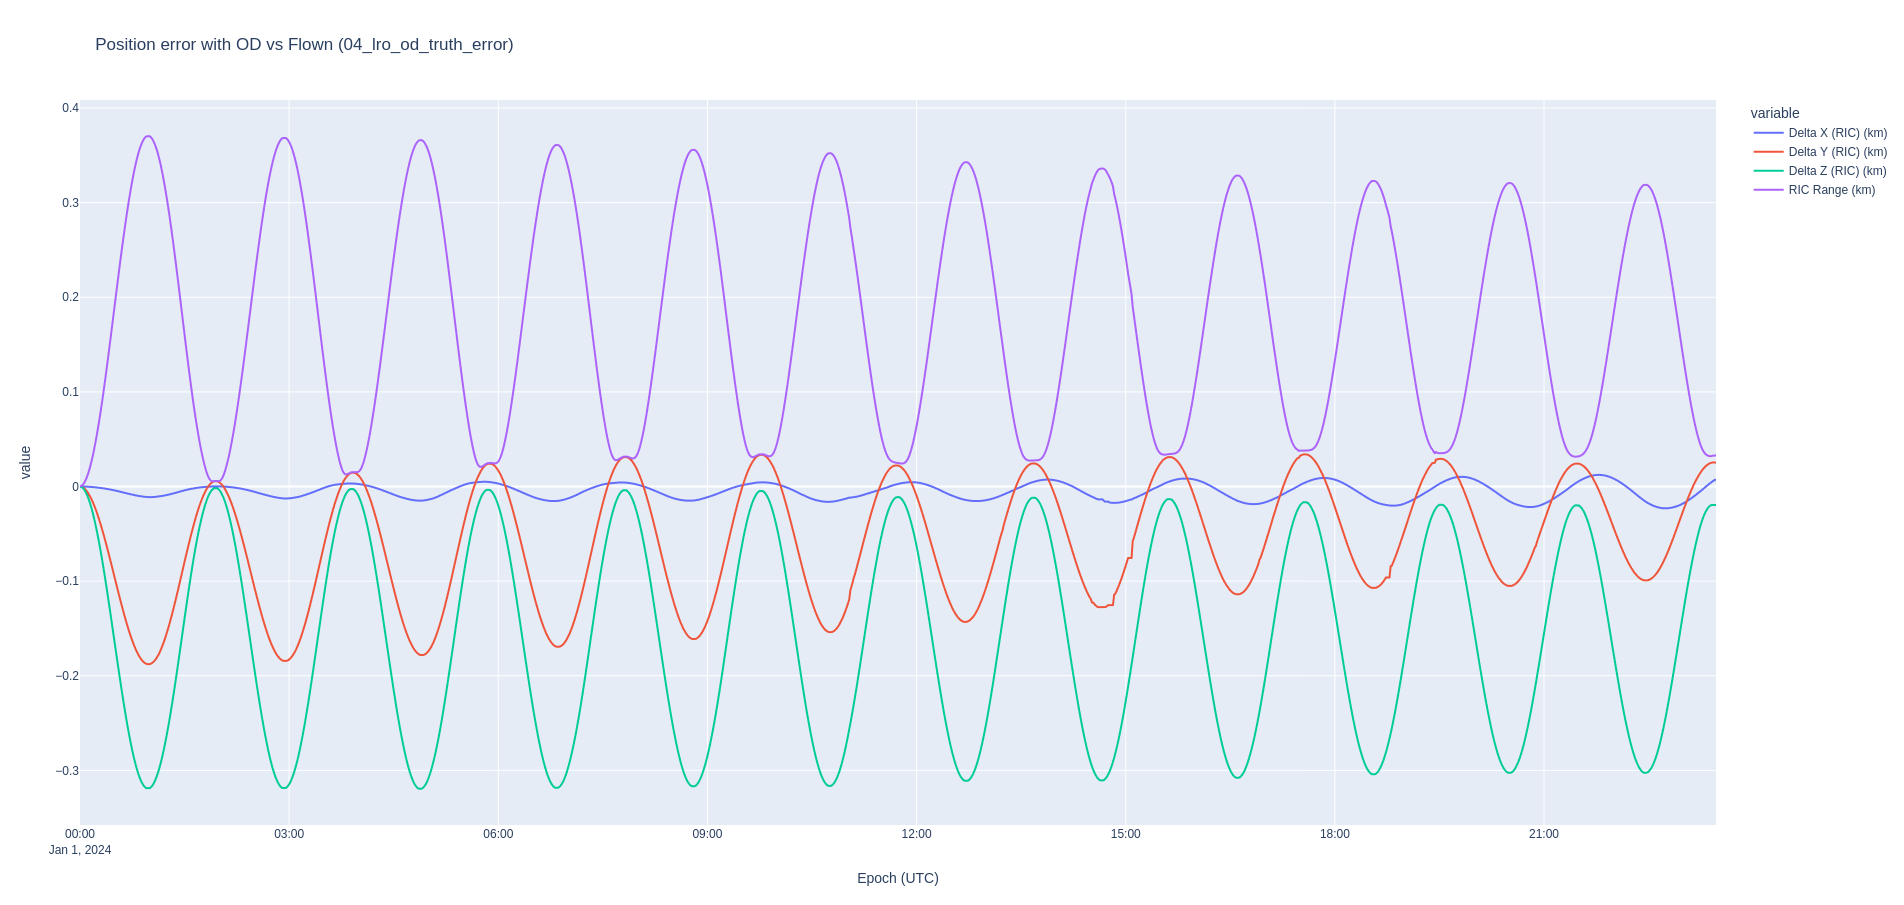 Position error with OD vs Flown (04_lro_od_truth_error)
variable
Delta X (RIC) (km)
Delta Y (RIC) (km)
Delta Z (RIC) (km)
RIC Range (km)
value
0.4
0.3
0.2
0.1
0
−0.1
−0.2
−0.3
00:00
Jan 1, 2024
03:00
06:00
09:00
12:00
15:00
18:00
21:00
Epoch (UTC)